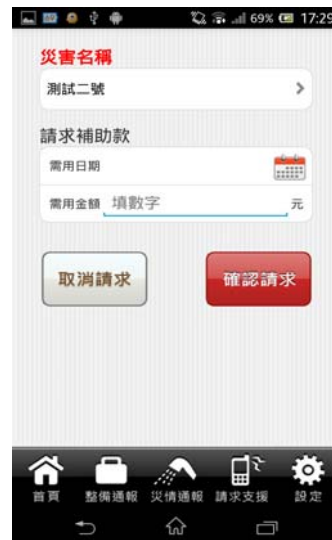 69% 17:29
災害名稱
測試二號
請求補助款
需用日期
需用金額 填數字 元
取消請求 確認請求
首頁 整備通報 災情通報 請求支援 設定